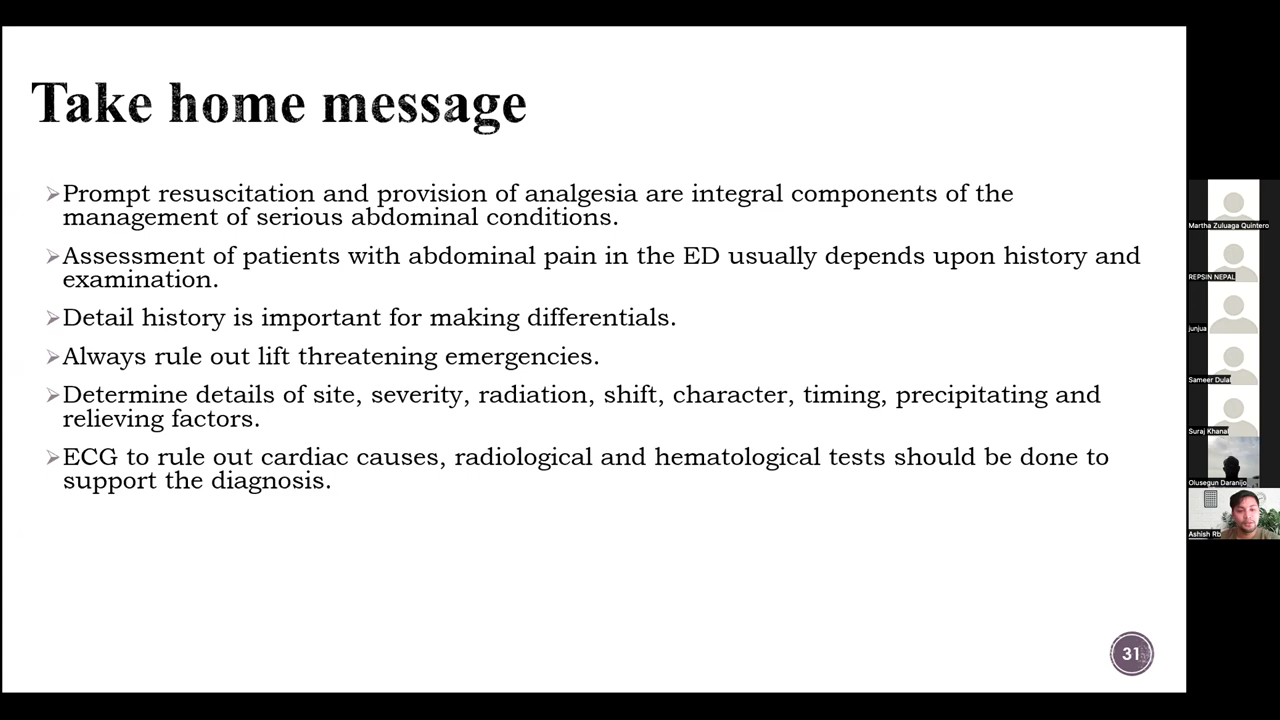 Take home message
➢Prompt resuscitation and provision of analgesia are integral components of the
management of serious abdominal conditions.
➢Assessment of patients with abdominal pain in the ED usually depends upon history and
examination.
➢Detail history is important for making differentials.
➢Always rule out lift threatening emergencies.
➢Determine details of site, severity, radiation, shift, character, timing, precipitating and
relieving factors.
➢ECG to rule out cardiac causes, radiological and hematological tests should be done to
support the diagnosis.
31
Martha Zuluaga Quintero
REPSIN NEPAL
junjua
Sameer Dulal
Suraj Khanal
Olusegun Daranijo
Ashish Rb